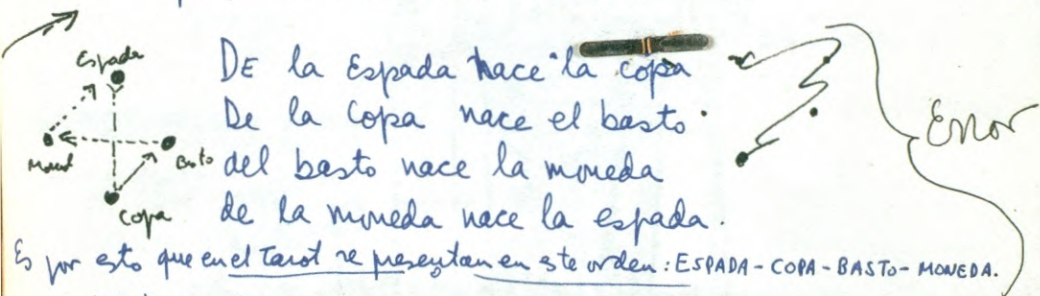 Espada
De la Espada nace la copa
De la Copa nace el basto
Basto
del basto nace la moneda
Copa
de la moneda nace la espada.
Error
Es por esto que en el Tarot se presentan en este orden: ESPADA-COPA-BASTO-MONEDA.